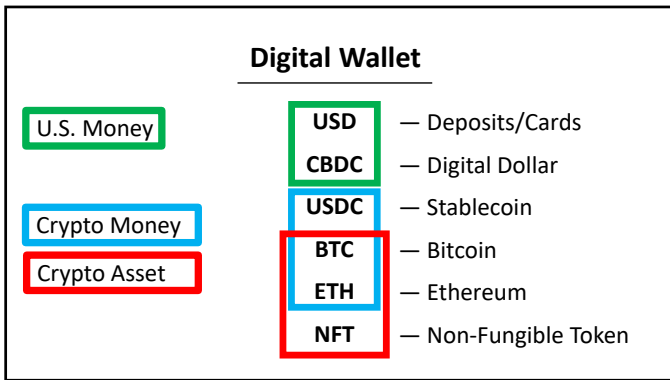 Digital Wallet
U.S. Money
USD — Deposits/Cards
CBDC — Digital Dollar
USDC — Stablecoin
Crypto Money
BTC — Bitcoin
Crypto Asset
ETH — Ethereum
NFT — Non-Fungible Token